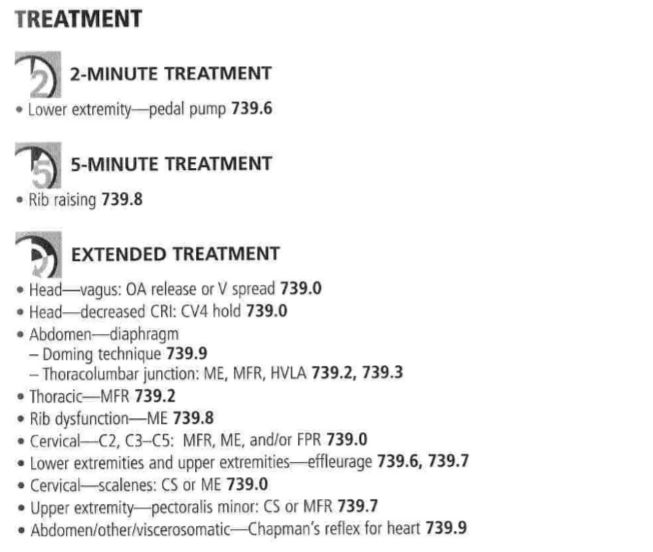 TREATMENT
2 2-MINUTE TREATMENT
• Lower extremity—pedal pump 739.6
5 5-MINUTE TREATMENT
• Rib raising 739.8
EXTENDED TREATMENT
• Head—vagus: OA release or V spread 739.0
• Head—decreased CRI: CV4 hold 739.0
• Abdomen—diaphragm
– Doming technique 739.9
– Thoracolumbar junction: ME, MFR, HVLA 739.2, 739.3
• Thoracic—MFR 739.2
• Rib dysfunction—ME 739.8
• Cervical—C2, C3–C5: MFR, ME, and/or FPR 739.0
• Lower extremities and upper extremities—effleurage 739.6, 739.7
• Cervical—scalenes: CS or ME 739.0
• Upper extremity—pectoralis minor: CS or MFR 739.7
• Abdomen/other/viscerosomatic—Chapman's reflex for heart 739.9